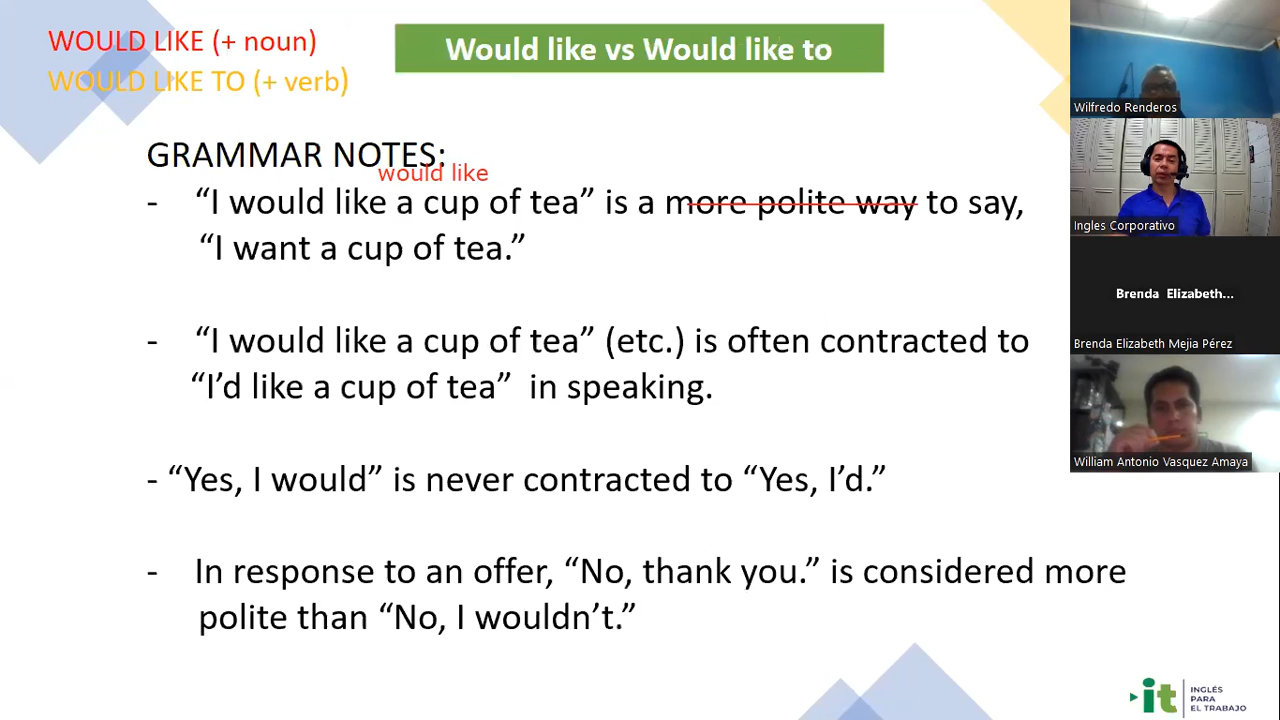 WOULD LIKE (+ noun)
WOULD LIKE TO (+ verb)
Would like vs Would like to
GRAMMAR NOTES:
would like
- “I would like a cup of tea” is a more polite way to say,
“I want a cup of tea.”
- “I would like a cup of tea” (etc.) is often contracted to
“I’d like a cup of tea” in speaking.
- “Yes, I would” is never contracted to “Yes, I’d.”
- In response to an offer, “No, thank you.” is considered more
polite than “No, I wouldn’t.”
Wilfredo Renderos
Ingles Corporativo
Brenda Elizabeth...
Brenda Elizabeth Mejia Pérez
William Antonio Vasquez Amaya
it
INGLÉS
PARA
EL TRABAJO